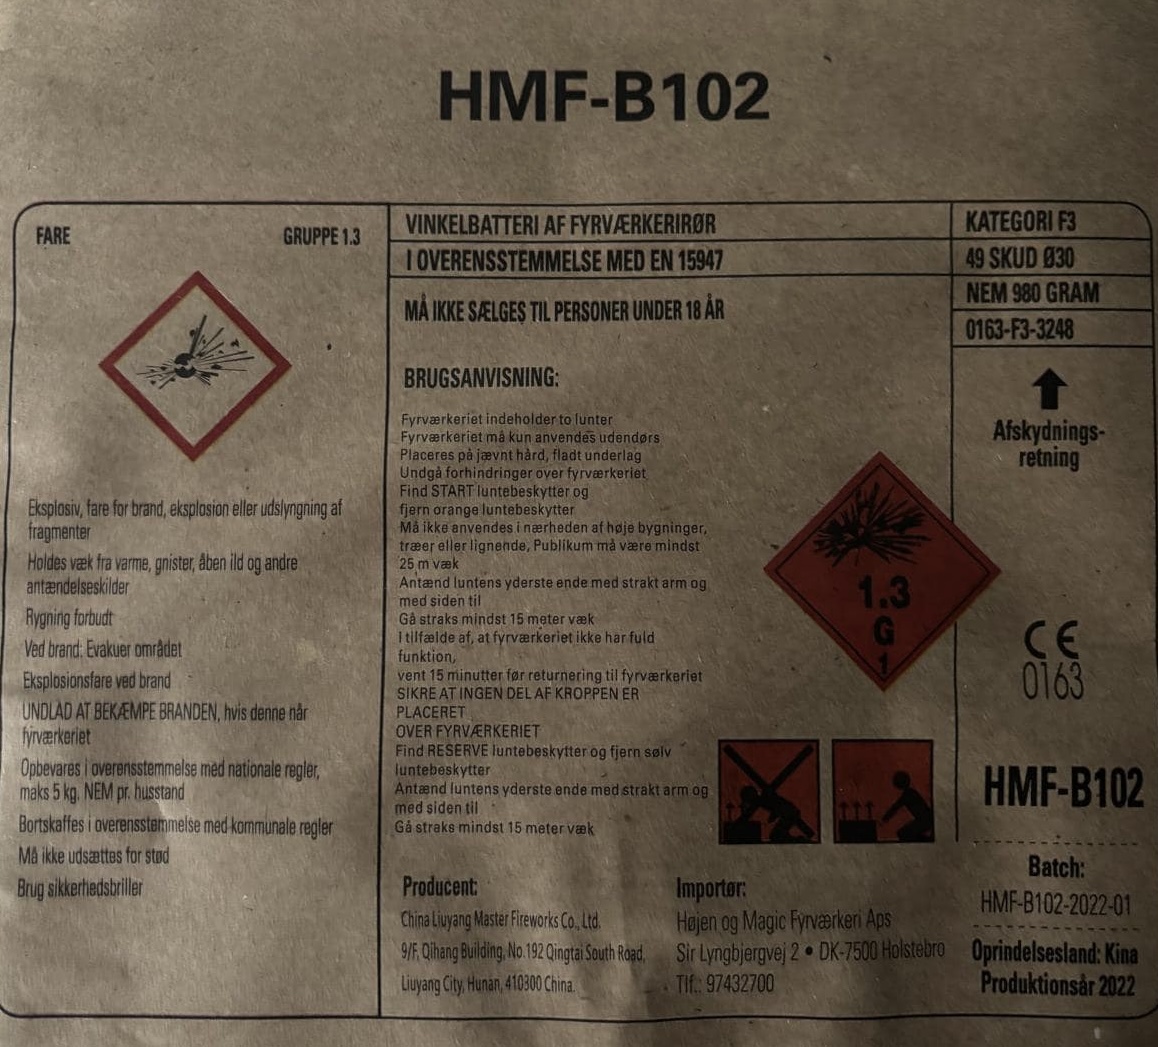 HMF-B102
FARE
GRUPPE 1.3
Eksplosiv, fare for brand, eksplosion eller udslyngning af
fragmenter
Holdes væk fra varme, gnister, åben ild og andre
antændelseskilder
Rygning forbudt
Ved brand: Evakuer området
Eksplosionsfare ved brand
UNDLAD AT BEKÆMPE BRANDEN, hvis denne når
fyrværkeriet
Opbevares i overensstemmelse med nationale regler,
maks 5 kg. NEM pr. husstand
Bortskaffes i overensstemmelse med kommunale regler
Må ikke udsættes for stød
Brug sikkerhedsbriller
VINKELBATTERI AF FYRVÆRKERIRØR
I OVERENSSTEMMELSE MED EN 15947
MÅ IKKE SÆLGES TIL PERSONER UNDER 18 ÅR
BRUGSANVISNING:
Fyrværkeriet indeholder to lunter
Fyrværkeriet må kun anvendes udendørs
Placeres på jævnt hård, fladt underlag
Undgå forhindringer over fyrværkeriet
Find START luntebeskytter og
fjern orange luntebeskytter
Må ikke anvendes i nærheden af høje bygninger,
træer eller lignende, Publikum må være mindst
25 m væk
Antænd luntens yderste ende med strakt arm og
med siden til
Gå straks mindst 15 meter væk
I tilfælde af, at fyrværkeriet ikke har fuld
funktion,
vent 15 minutter før returnering til fyrværkeriet
SIKRE AT INGEN DEL AF KROPPEN ER
PLACERET
OVER FYRVÆRKERIET
Find RESERVE luntebeskytter og fjern sølv
luntebeskytter
Antænd luntens yderste ende med strakt arm og
med siden til
Gå straks mindst 15 meter væk
1.3
G
1
Producent:
China Liuyang Master Fireworks Co., Ltd.
9/F, Qihang Building, No.192 Qingtai South Road,
Liuyang City, Hunan, 410300 China.
Importør:
Højen og Magic Fyrværkeri Aps
Sir Lyngbjergvej 2 • DK-7500 Holstebro
Tlf.: 97432700
KATEGORI F3
49 SKUD Ø30
NEM 980 GRAM
0163-F3-3248
Afskydnings-
retning
CE
0163
HMF-B102
Batch:
HMF-B102-2022-01
Oprindelsesland: Kina
Produktionsår 2022